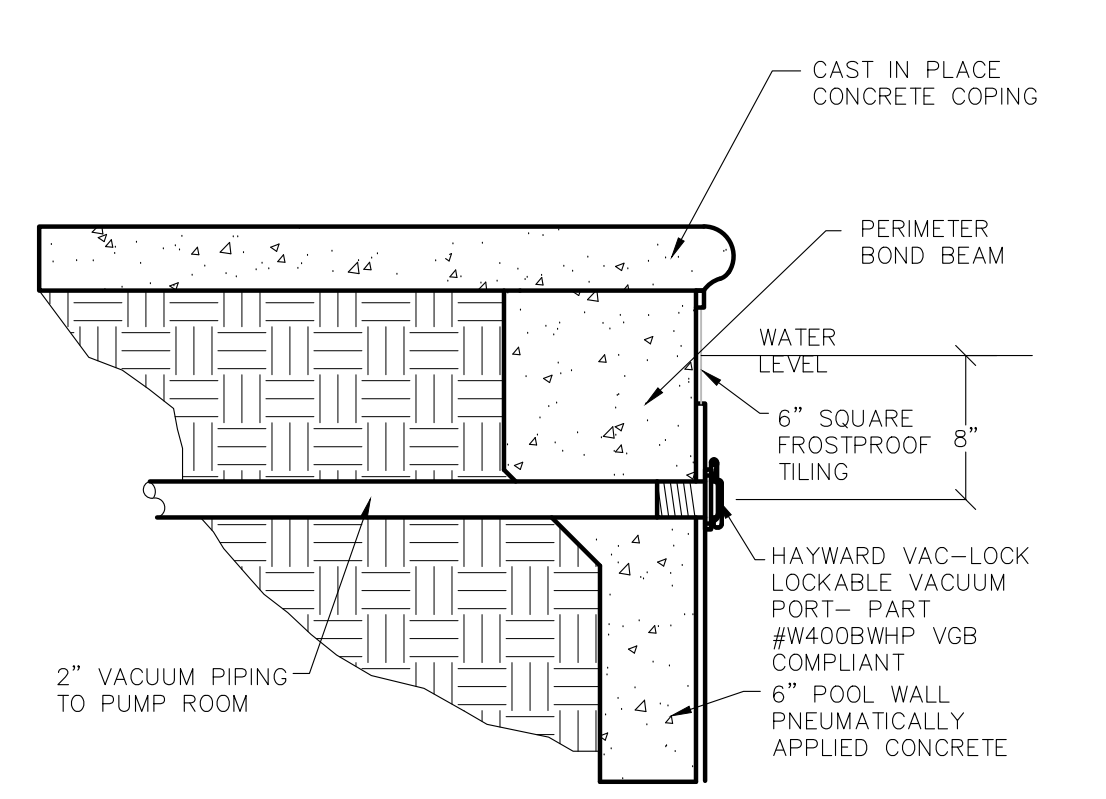 CAST IN PLACE
CONCRETE COPING
PERIMETER
BOND BEAM
WATER
LEVEL
6” SQUARE
FROSTPROOF
TILING
8”
HAYWARD VAC-LOCK
LOCKABLE VACUUM
PORT- PART
#W400BWHP VGB
COMPLIANT
2” VACUUM PIPING
TO PUMP ROOM
6” POOL WALL
PNEUMATICALLY
APPLIED CONCRETE